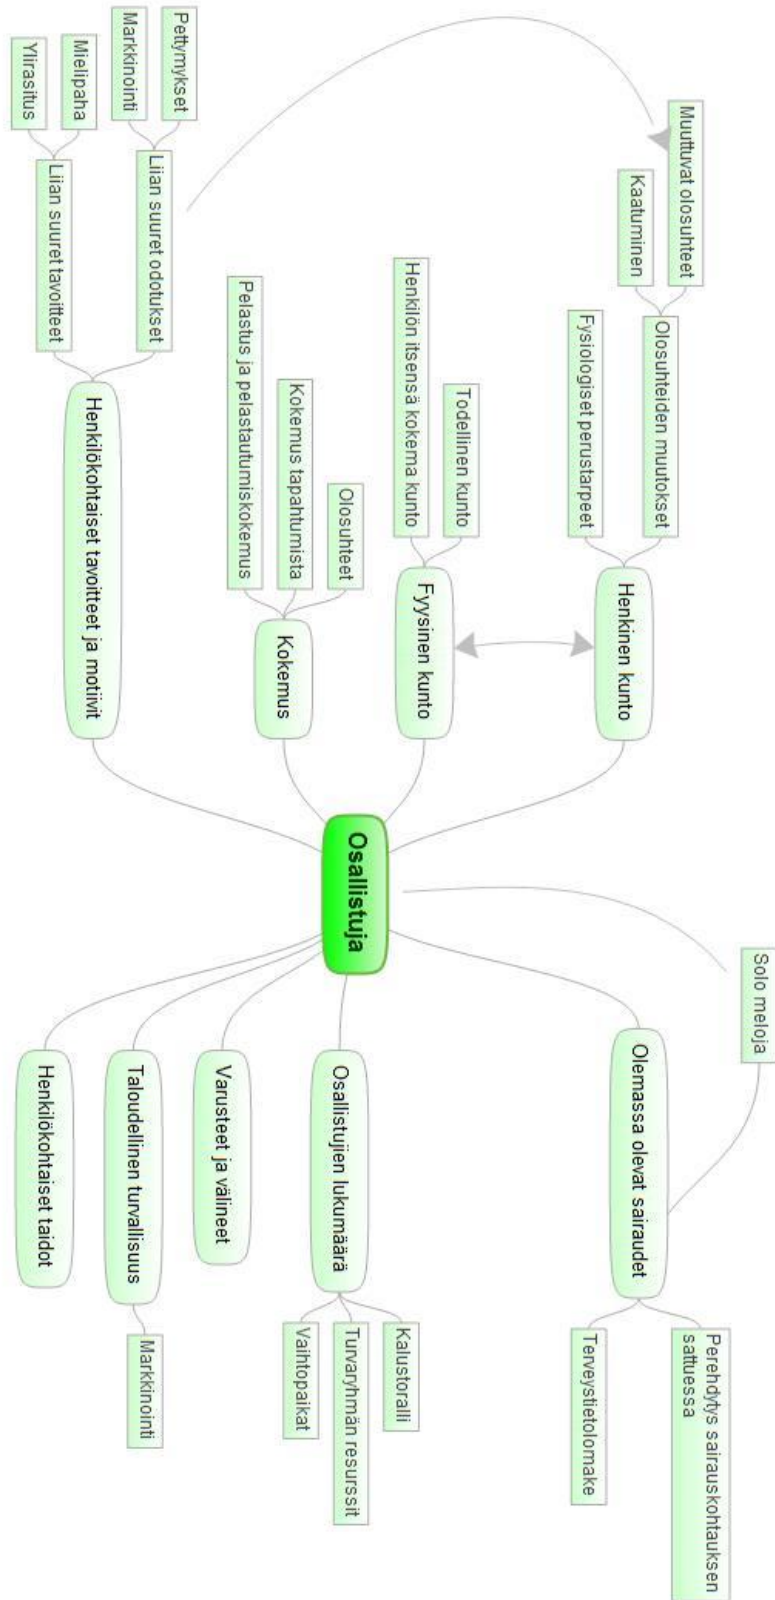 Solo meloja
Muuttuvat olosuhteet
Kaatuminen
Olosuhteiden muutokset
Fysiologiset perustarpeet
Henkinen kunto
Todellinen kunto
Henkilön itsensä kokema kunto
Fyysinen kunto
Olosuhteet
Kokemus tapahtumista
Pelastus ja pelastautumiskokemus
Kokemus
Pettymykset
Markkinointi
Liian suuret odotukset
Mielipaha
Ylirasitus
Liian suuret tavoitteet
Henkilökohtaiset tavoitteet ja motiivit
Osallistuja
Olemassa olevat sairaudet
Perehdytys sairauskohtauksen
sattuessa
Terveystietolomake
Osallistujien lukumäärä
Kalustoralli
Turvaryhmän resurssit
Vaihtopaikat
Varusteet ja välineet
Taloudellinen turvallisuus
Markkinointi
Henkilökohtaiset taidot